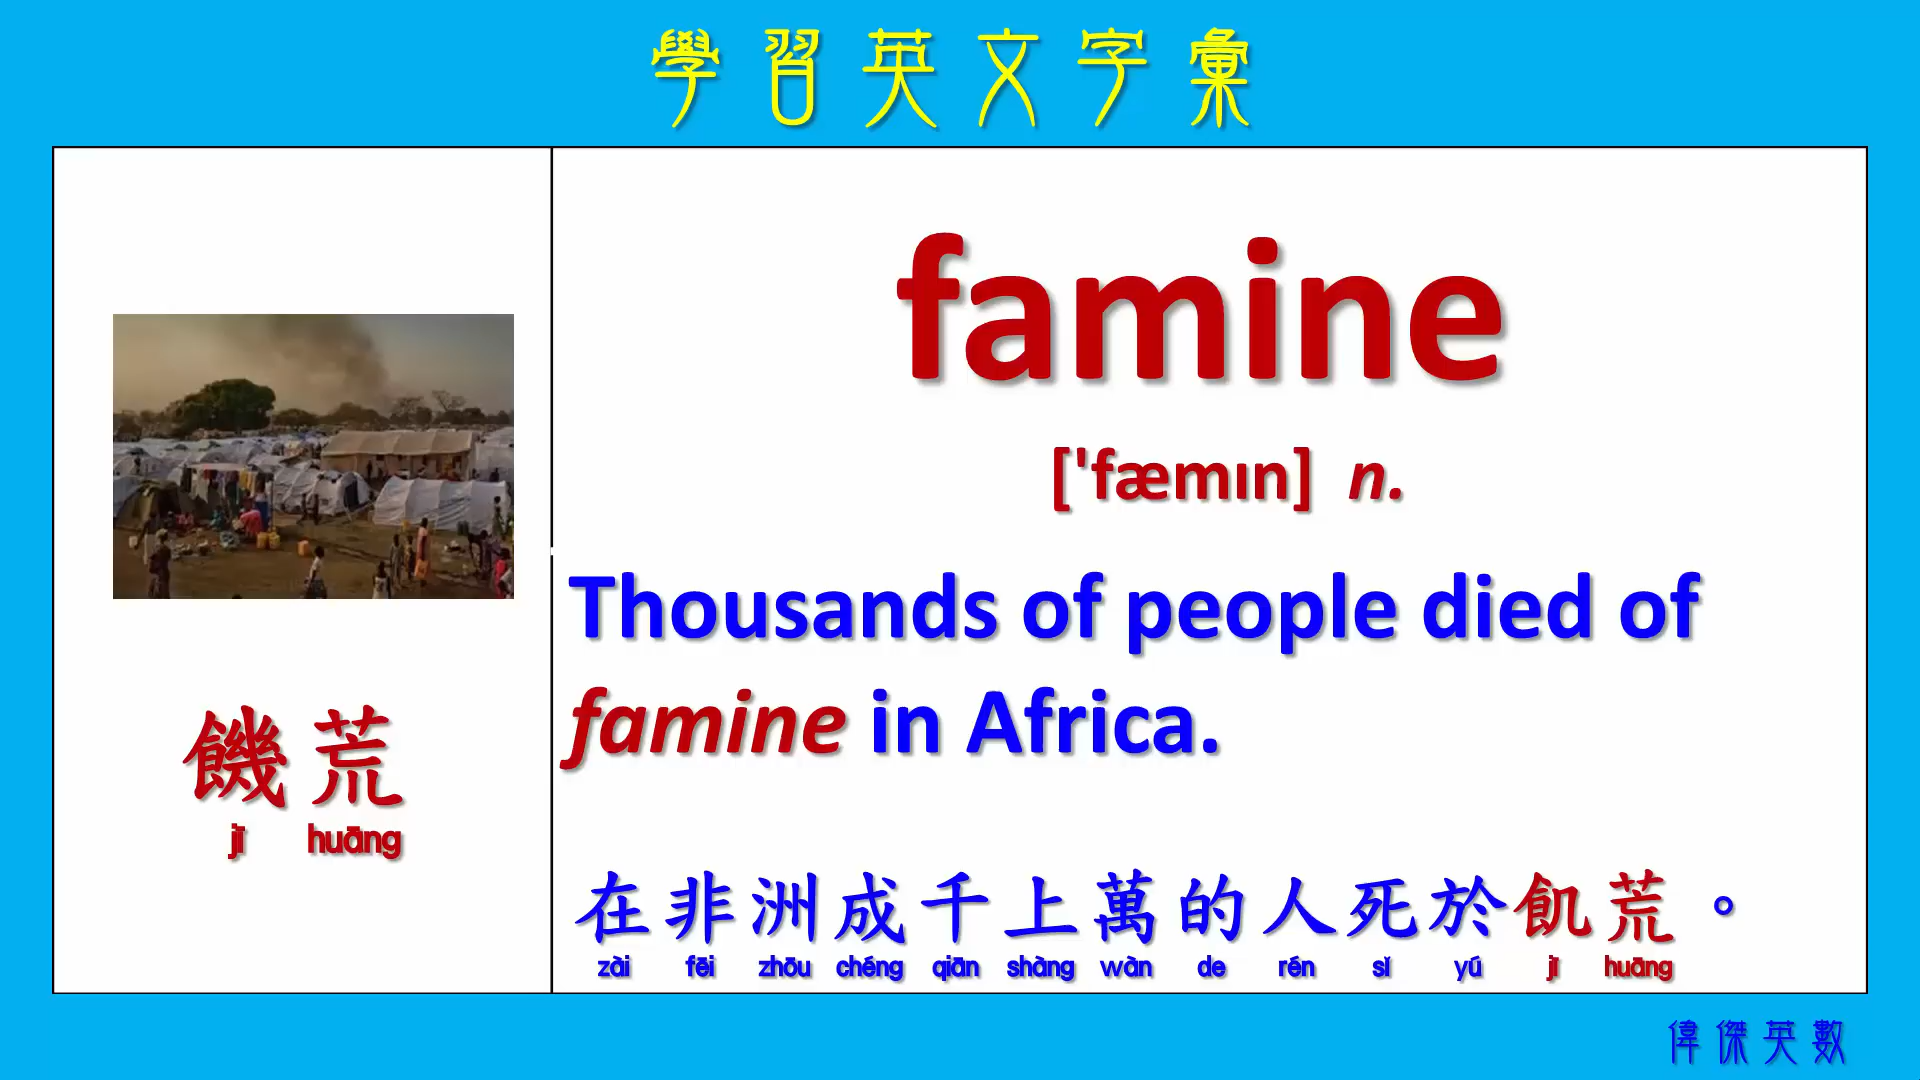 學習英文字彙
famine
['fæmɪn] n.
Thousands of people died of
famine in Africa.
饑荒
jī huāng
在非洲成千上萬的人死於飢荒。
zài fēi zhōu chéng qiān shàng wàn de rén sǐ yú jī huāng
偉傑英數